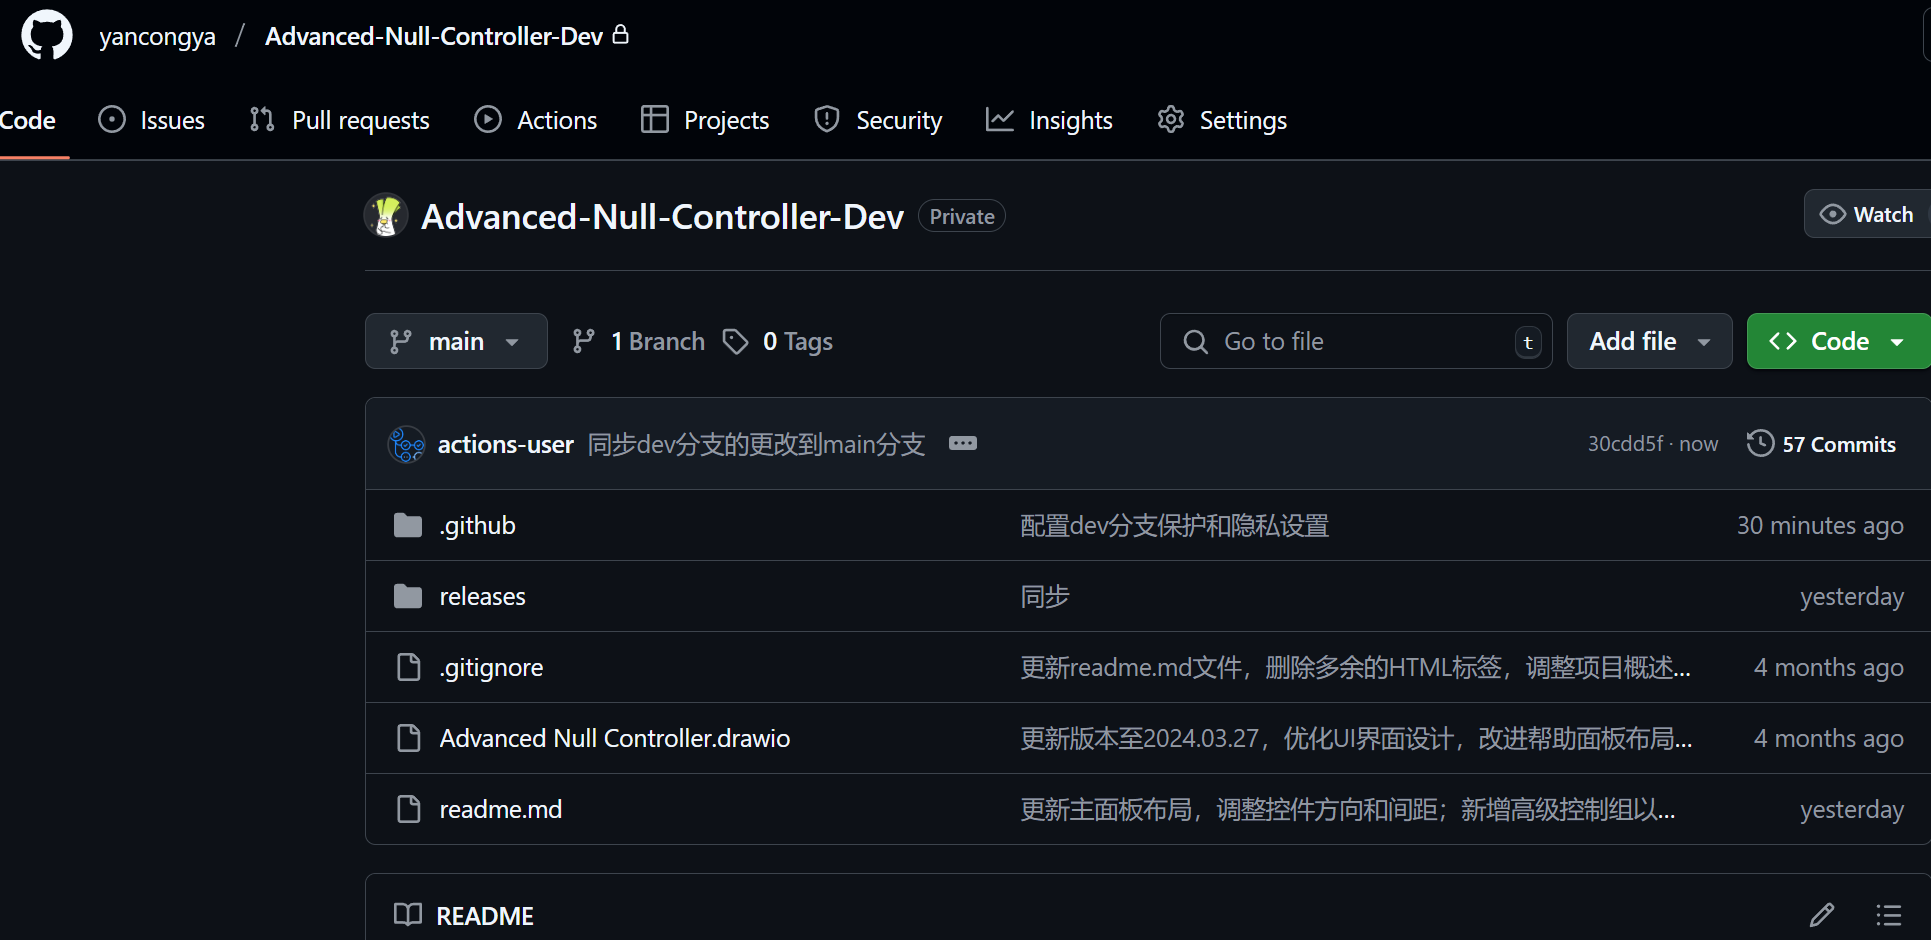 yancongya / Advanced-Null-Controller-Dev
Code Issues Pull requests Actions Projects Security Insights Settings
Advanced-Null-Controller-Dev Private
Watch
main 1 Branch 0 Tags Go to file t Add file Code
actions-user 同步dev分支的更改到main分支 30cdd5f · now 57 Commits
.github 配置dev分支保护和隐私设置 30 minutes ago
releases 同步 yesterday
.gitignore 更新readme.md文件，删除多余的HTML标签，调整项目概述... 4 months ago
Advanced Null Controller.drawio 更新版本至2024.03.27，优化UI界面设计，改进帮助面板布局... 4 months ago
readme.md 更新主面板布局，调整控件方向和间距；新增高级控制组以... yesterday
README